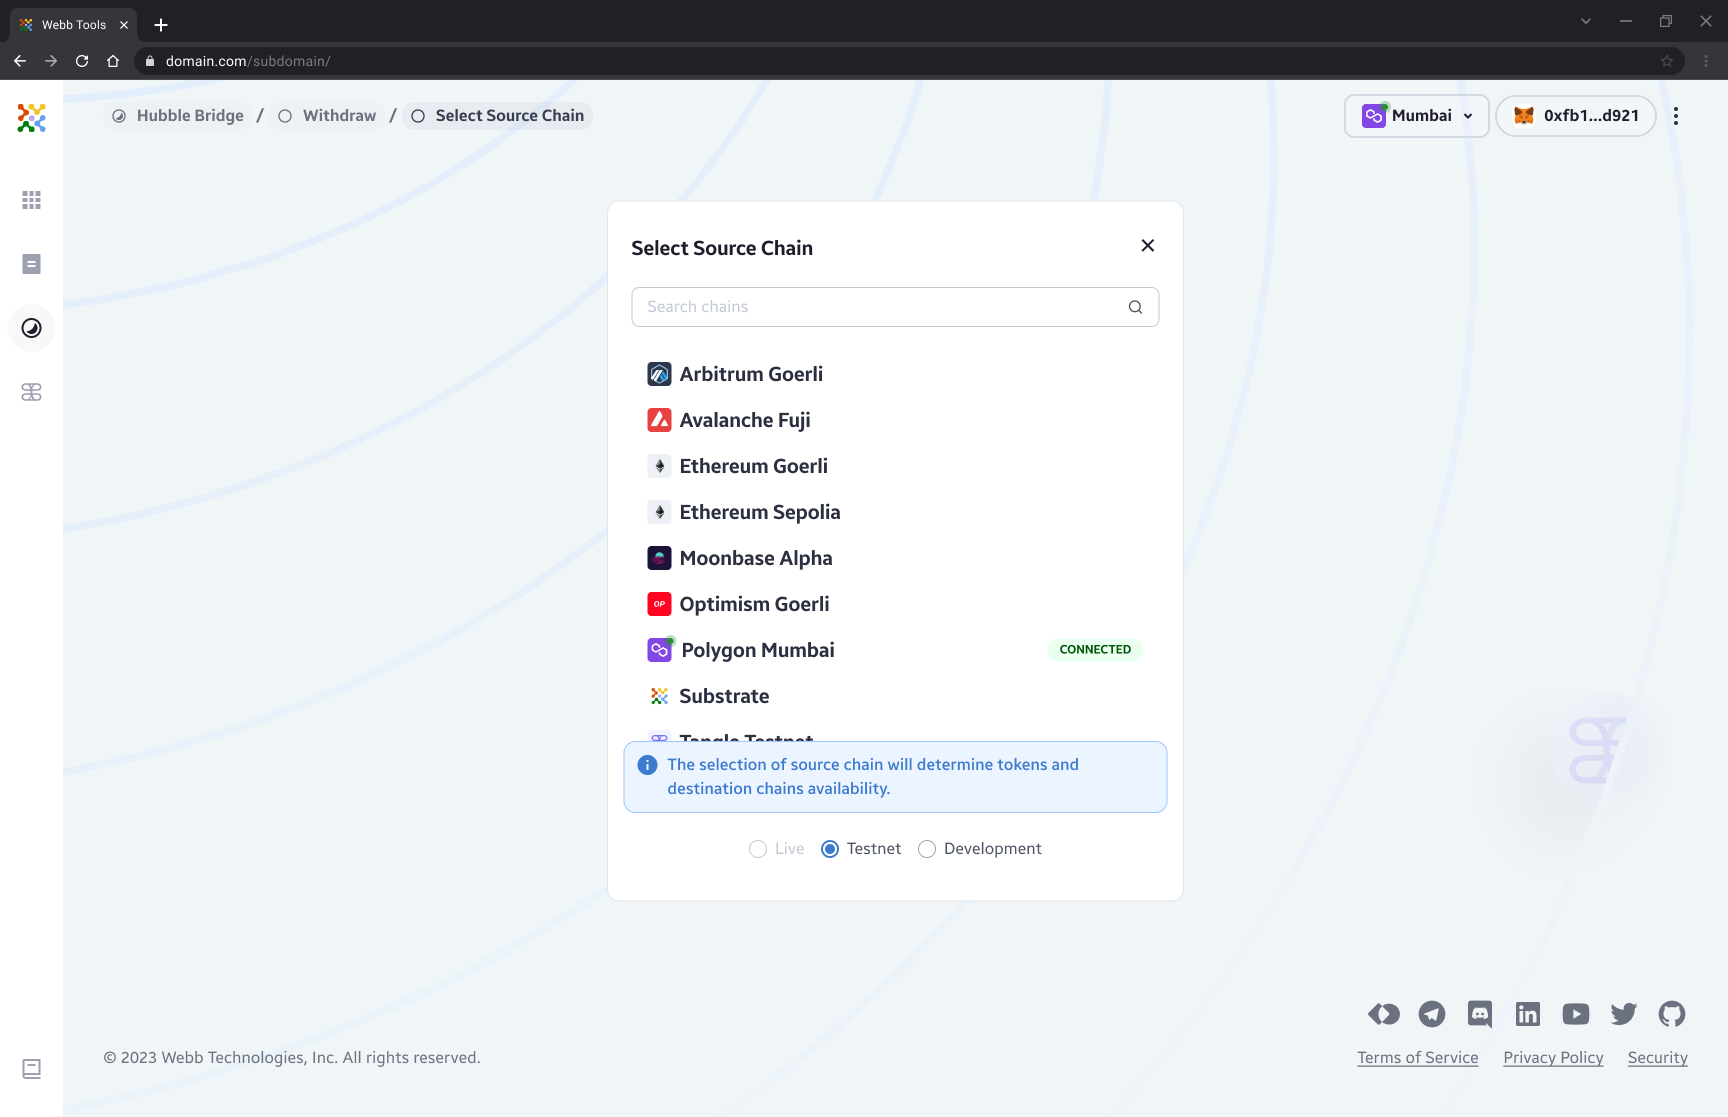 Webb Tools
domain.com/subdomain/
Hubble Bridge / Withdraw / Select Source Chain
Mumbai
0xfb1...d921
Select Source Chain
Search chains
Arbitrum Goerli
Avalanche Fuji
Ethereum Goerli
Ethereum Sepolia
Moonbase Alpha
OP
Optimism Goerli
Polygon Mumbai
CONNECTED
Substrate
Tangle Testnet
The selection of source chain will determine tokens and
destination chains availability.
Live
Testnet
Development
© 2023 Webb Technologies, Inc. All rights reserved.
Terms of Service
Privacy Policy
Security